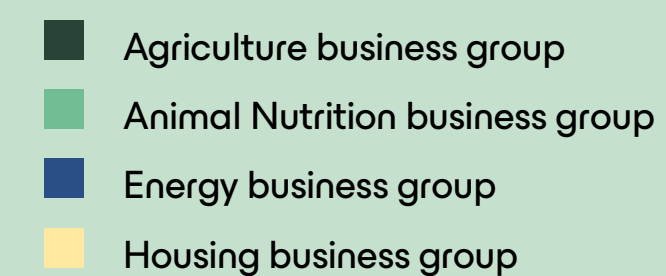 Agriculture business group
Animal Nutrition business group
Energy business group
Housing business group